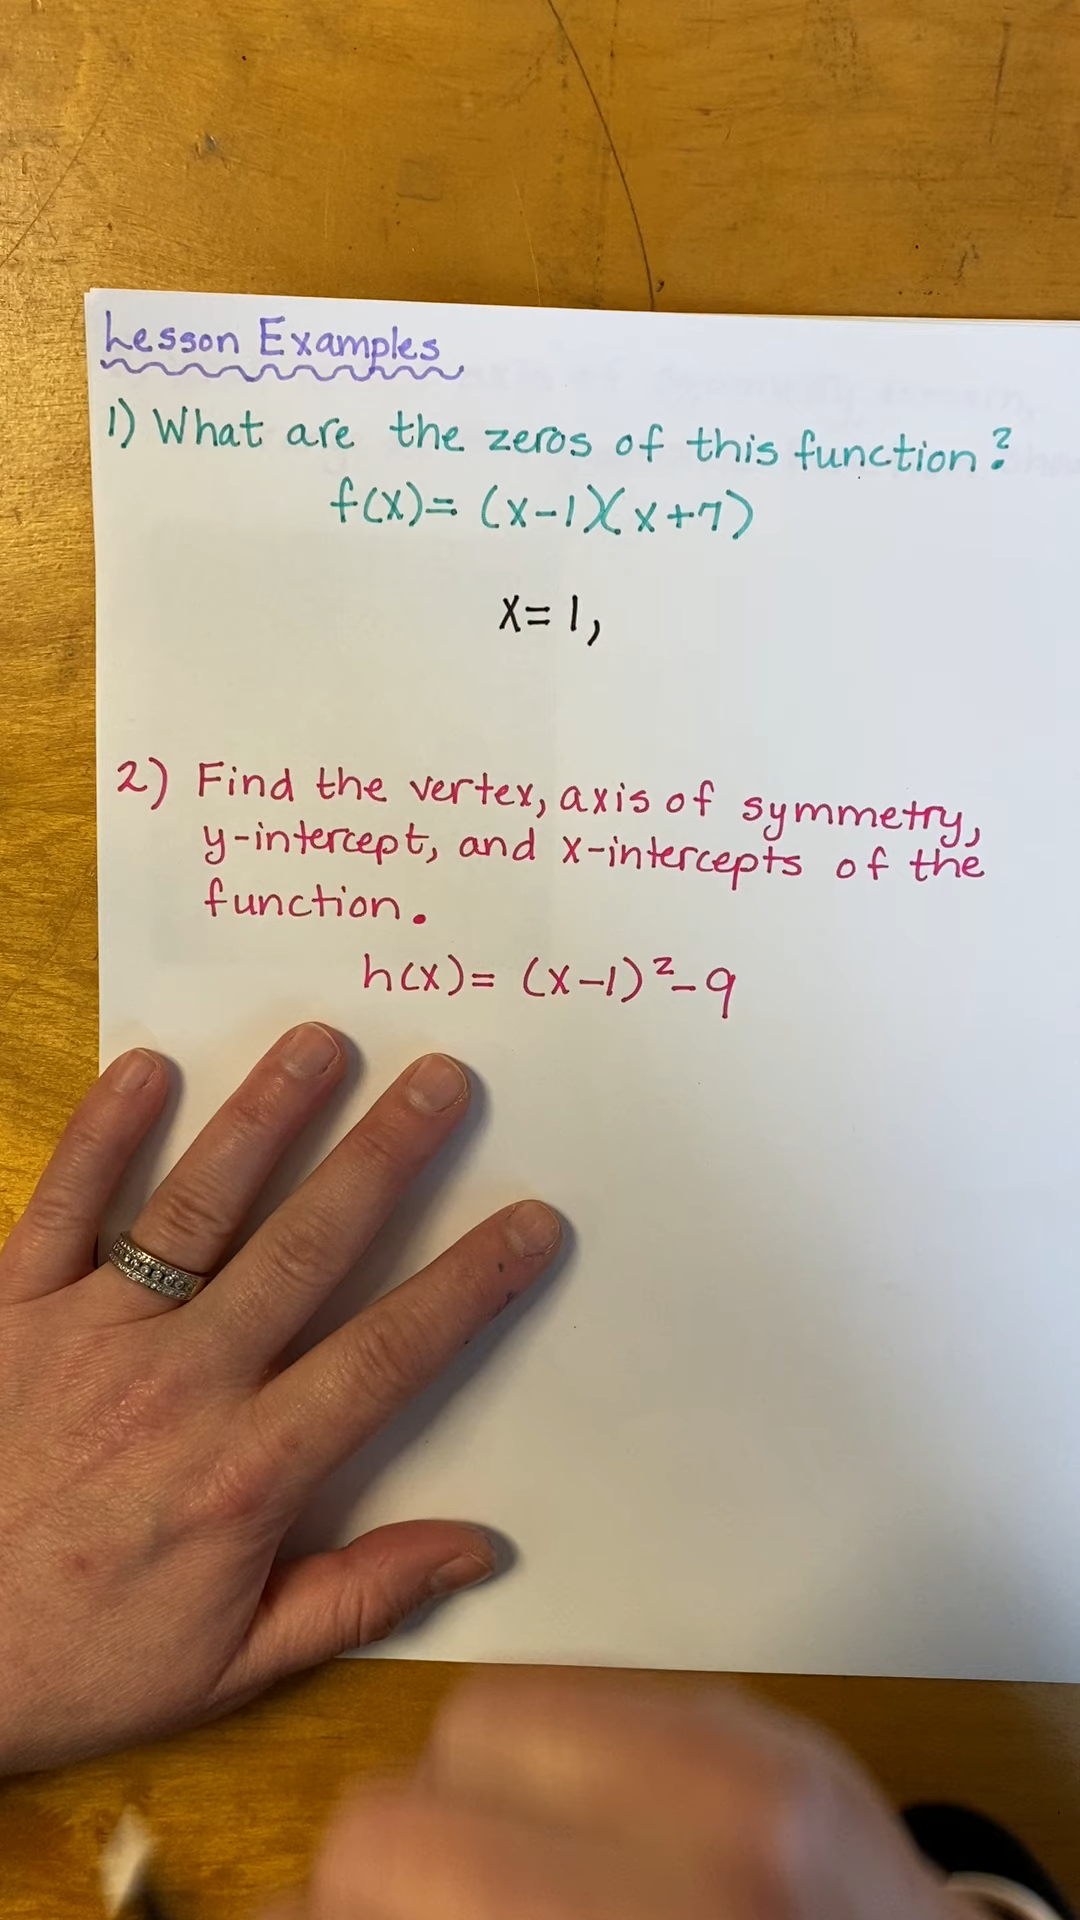 Lesson Examples
1) What are the zeros of this function?
f(x)= (x-1)(x+7)
x= 1,
2) Find the vertex, axis of symmetry,
y-intercept, and x-intercepts of the
function.
h(x)= (x-1)²-9